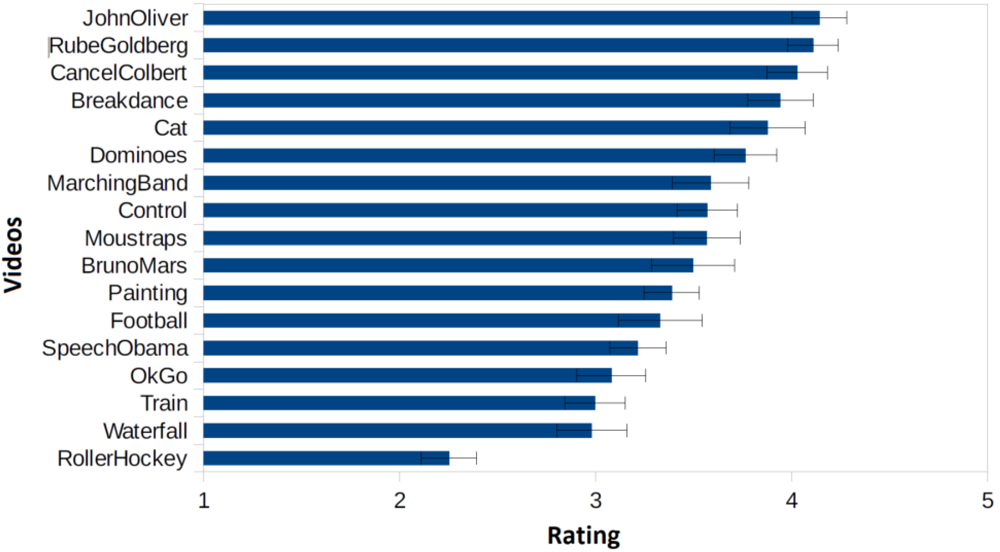 JohnOliver
RubeGoldberg
CancelColbert
Breakdance
Cat
Dominoes
MarchingBand
Control
Moustraps
BrunoMars
Painting
Football
SpeechObama
OkGo
Train
Waterfall
RollerHockey
Videos
1 2 3 4 5
Rating